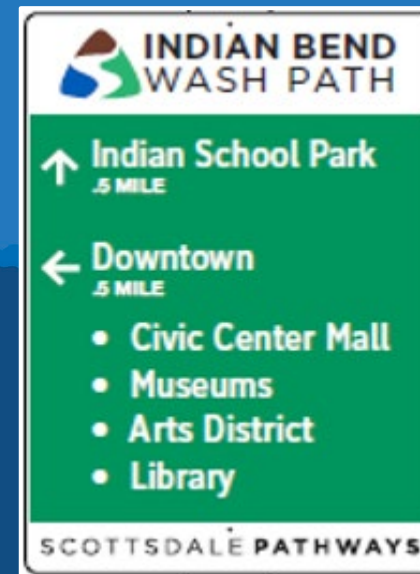 INDIAN BEND
WASH PATH
Indian School Park
.5 MILE
Downtown
.5 MILE
• Civic Center Mall
• Museums
• Arts District
• Library
SCOTTSDALE PATHWAYS